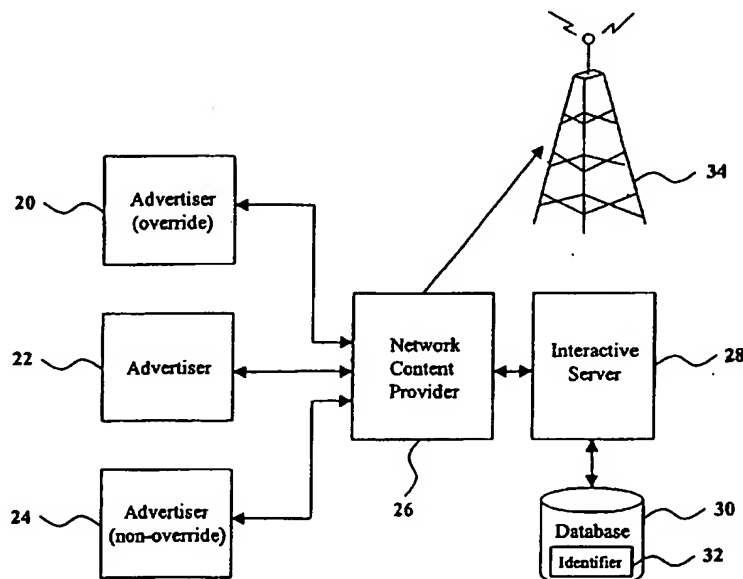 34
20
Advertiser
(override)
22
Advertiser
Network
Content
Provider
Interactive
Server
28
24
Advertiser
(non-override)
26
Database
30
Identifier
32